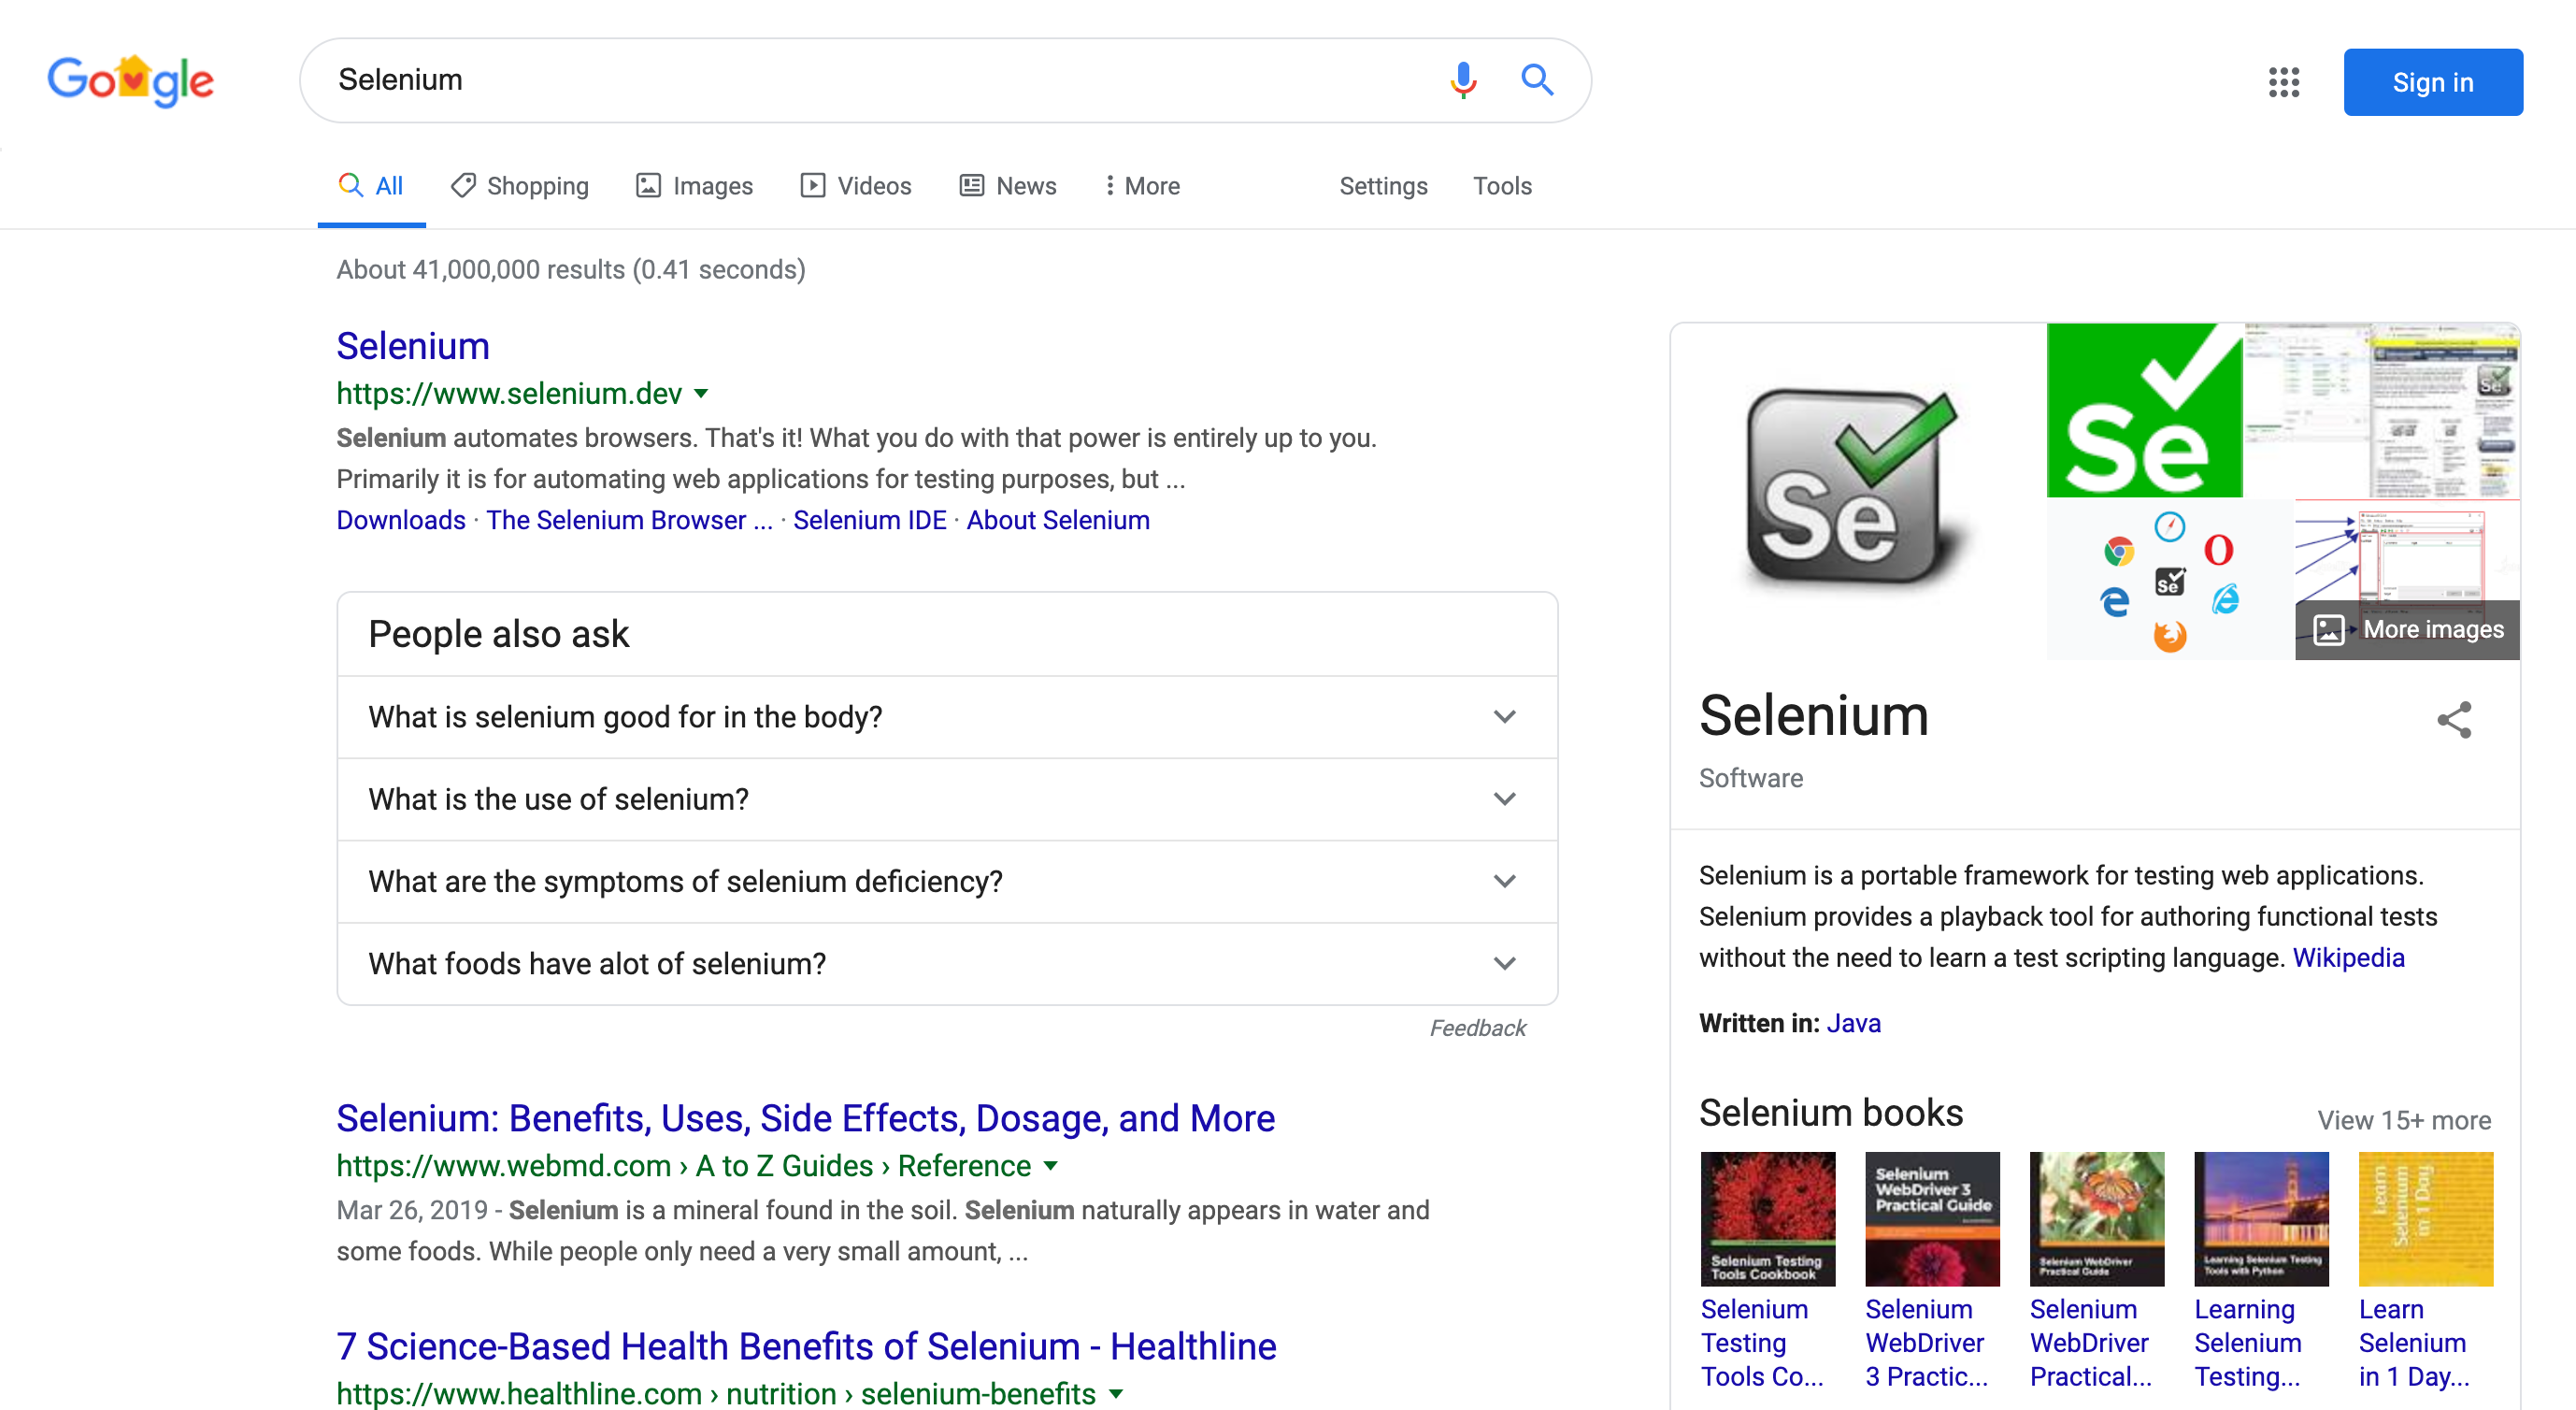 Google
Selenium
Sign in
All
Shopping
Images
Videos
News
More
Settings
Tools
About 41,000,000 results (0.41 seconds)
Selenium
https://www.selenium.dev
Selenium automates browsers. That's it! What you do with that power is entirely up to you.
Primarily it is for automating web applications for testing purposes, but ...
Downloads · The Selenium Browser ... · Selenium IDE · About Selenium
People also ask
What is selenium good for in the body?
What is the use of selenium?
What are the symptoms of selenium deficiency?
What foods have alot of selenium?
Feedback
Selenium: Benefits, Uses, Side Effects, Dosage, and More
https://www.webmd.com › A to Z Guides › Reference
Mar 26, 2019 - Selenium is a mineral found in the soil. Selenium naturally appears in water and
some foods. While people only need a very small amount, ...
7 Science-Based Health Benefits of Selenium - Healthline
https://www.healthline.com › nutrition › selenium-benefits
Se
Se
Se
Se
More images
Selenium
Software
Selenium is a portable framework for testing web applications.
Selenium provides a playback tool for authoring functional tests
without the need to learn a test scripting language. Wikipedia
Written in: Java
Selenium books
View 15+ more
Selenium Testing
Tools Cookbook
Selenium
WebDriver 3
Practical Guide
Selenium WebDriver
Practical Guide
Learning Selenium Testing
Tools with Python
Learn
Selenium
in 1 Day
Selenium
Testing
Tools Co...
Selenium
WebDriver
3 Practic...
Selenium
WebDriver
Practical...
Learning
Selenium
Testing...
Learn
Selenium
in 1 Day...